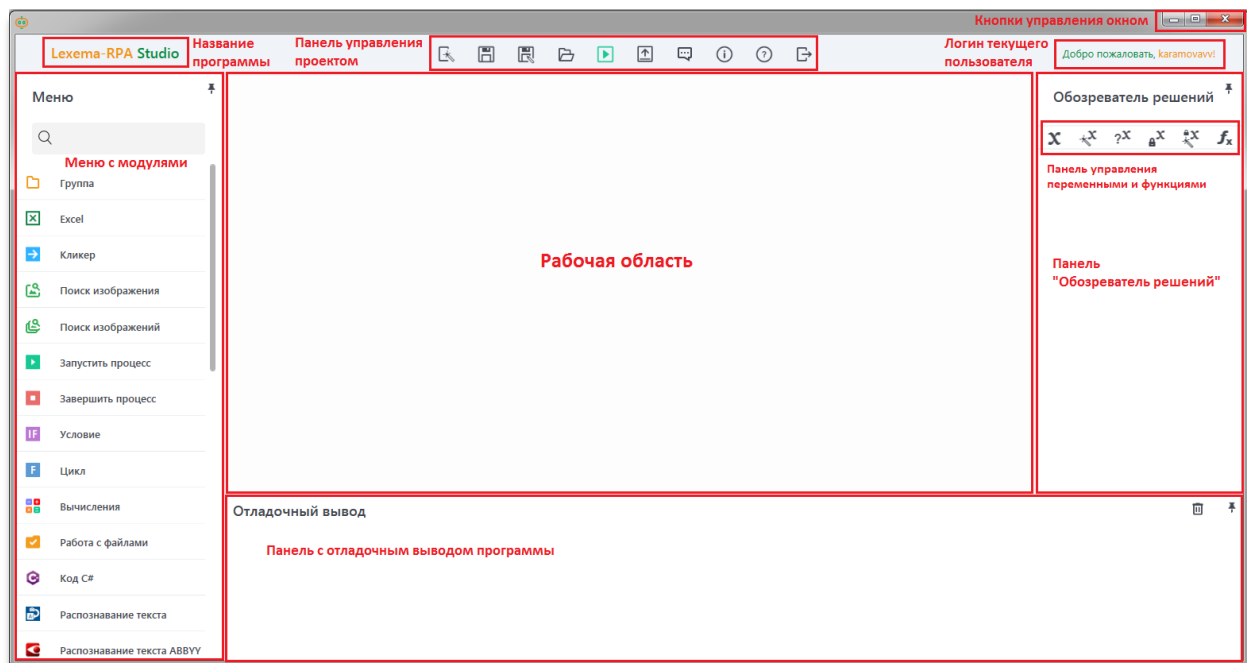 Кнопки управления окном
Lexema-RPA Studio
Название
программы
Панель управления
проектом
Логин текущего
пользователя
Добро пожаловать, karamovavv!
Меню
Меню с модулями
Группа
Excel
Кликер
Поиск изображения
Поиск изображений
Запустить процесс
Завершить процесс
IF Условие
F Цикл
Вычисления
Работа с файлами
Код C#
Распознавание текста
Распознавание текста ABBYY
Рабочая область
Обозреватель решений
x x ?x x x fx
Панель управления
переменными и функциями
Панель
"Обозреватель решений"
Отладочный вывод
Панель с отладочным выводом программы